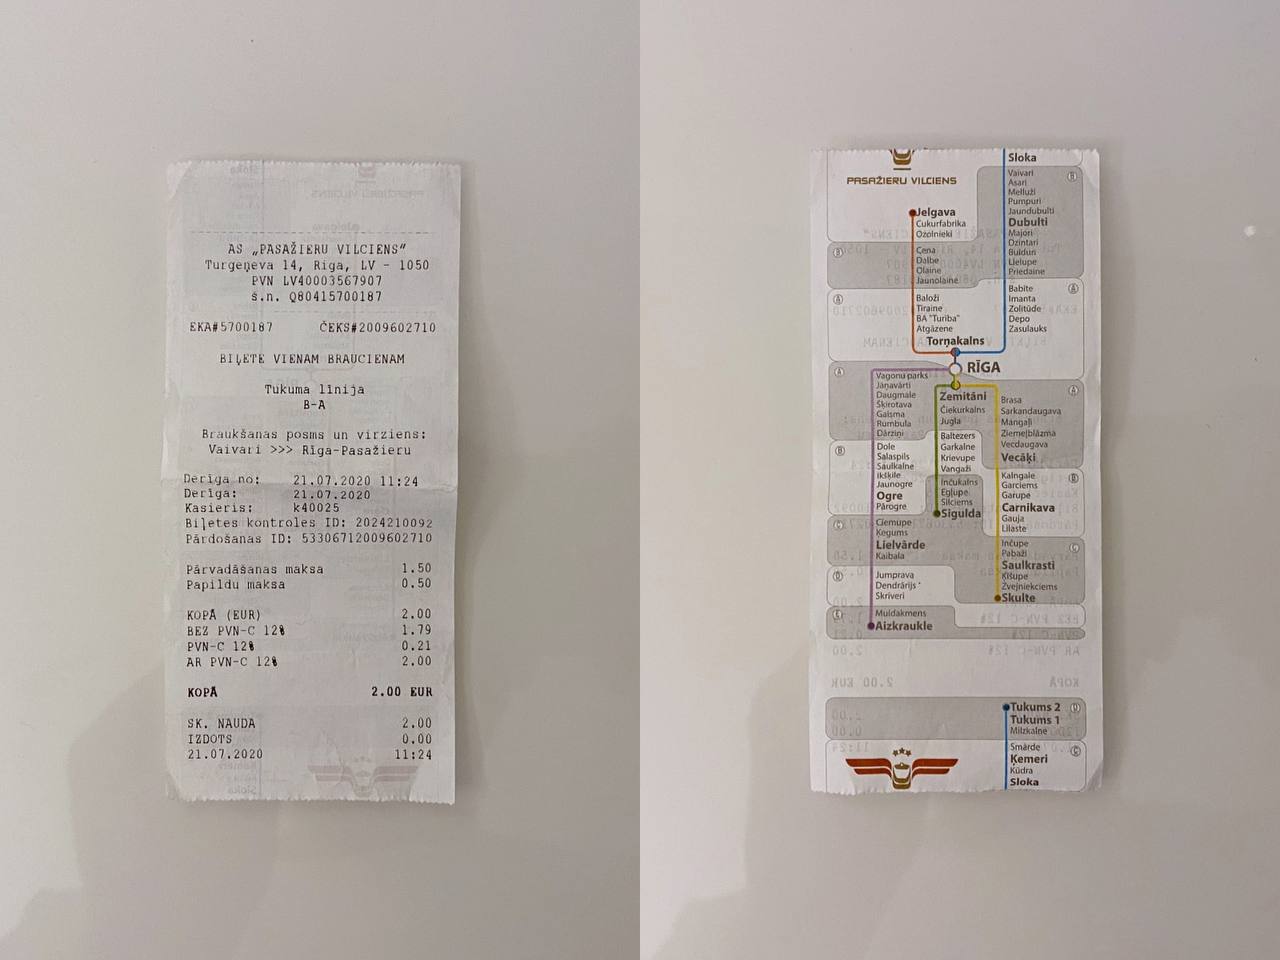 AS „PASAŽIERU VILCIENS”
Turgeņeva 14, Rīga, LV - 1050
PVN LV40003567907
š.n. Q80415700187
EKA#5700187 ČEKS#2009602710
BIĻETE VIENAM BRAUCIENAM
Tukuma līnija
B-A
Braukšanas posms un virziens:
Vaivari >>> Rīga-Pasažieru
Derīga no: 21.07.2020 11:24
Derīga: 21.07.2020
Kasieris: k40025
Biļetes kontroles ID: 2024210092
Pārdošanas ID: 53306712009602710
Pārvadāšanas maksa 1.50
Papildu maksa 0.50
KOPĀ (EUR) 2.00
BEZ PVN-C 12% 1.79
PVN-C 12% 0.21
AR PVN-C 12% 2.00
KOPĀ 2.00 EUR
SK. NAUDA 2.00
IZDOTS 0.00
21.07.2020 11:24
PASAŽIERU VILCIENS
Sloka
Vaivari
Asari
Melluži
Pumpuri
Jaundubulti
Dubulti
Majori
Dzintari
Bulduri
Lielupe
Priedaine
B
Babīte
Imanta
Zolitūde
Depo
Zasulauks
A
Jelgava
Cukurfabrika
Ozolnieki
Cena
Dalbe
Olaine
Jaunolaine
B
Baloži
Tīraine
BA "Turība"
Atgāzene
A
Torņakalns
RĪGA
A
Vagonu parks
Jāņavārti
Daugmale
Šķirotava
Gaisma
Rumbula
Dārziņi
B
Dole
Salaspils
Saulkalne
Ikšķile
Jaunogre
Ogre
Pārogre
C
Ciemupe
Ķegums
Lielvārde
Kaibala
D
Jumprava
Dendrārijs *
Skrīveri
E
Muldakmens
Aizkraukle
Zemitāni
Čiekurkalns
Jugla
Baltezers
Garkalne
Krievupe
Vangaži
Inčukalns
Egļupe
Silciems
Sigulda
A
Brasa
Sarkandaugava
Mangaļi
Ziemeļblāzma
Vecdaugava
Vecāķi
B
Kalngale
Garciems
Garupe
Carnikava
Gauja
Lilaste
C
Inčupe
Pabaži
Saulkrasti
Ķīšupe
Zvejniekciems
Skulte
Tukums 2
Tukums 1
Milzkalne
D
Smārde
Ķemeri
Kūdra
Sloka
C